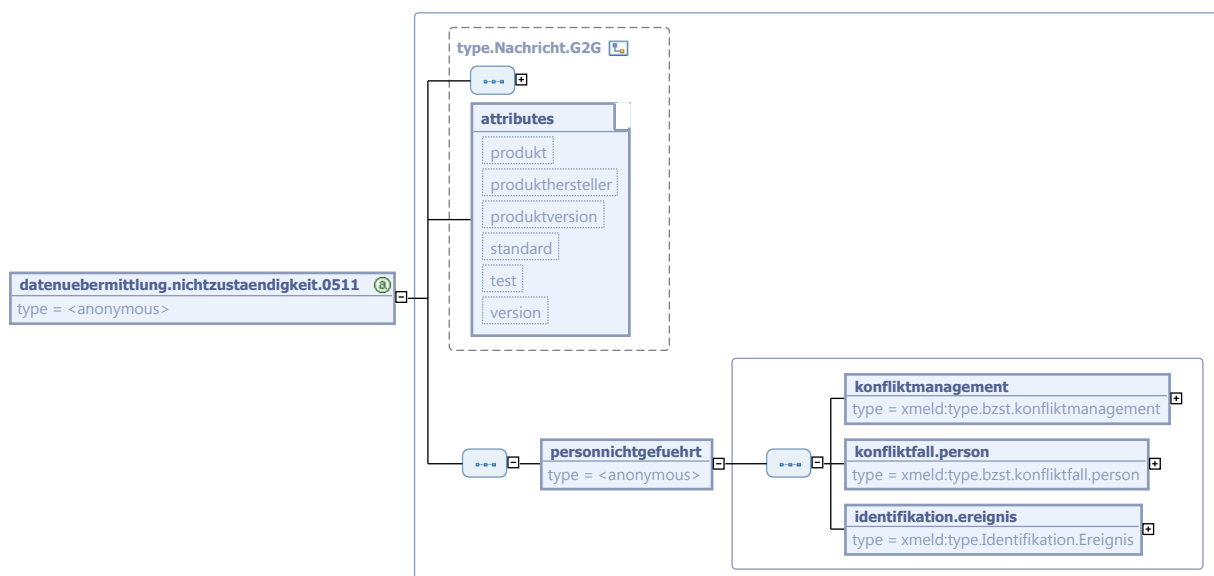 type.Nachricht.G2G
attributes
produkt
produkthersteller
produktversion
standard
test
version
datenuebermittlung.nichtzustaendigkeit.0511
type = <anonymous>
personnichtgefuehrt
type = <anonymous>
konfliktmanagement
type = xmeld:type.bzst.konfliktmanagement
konfliktfall.person
type = xmeld:type.bzst.konfliktfall.person
identifikation.ereignis
type = xmeld:type.Identifikation.Ereignis